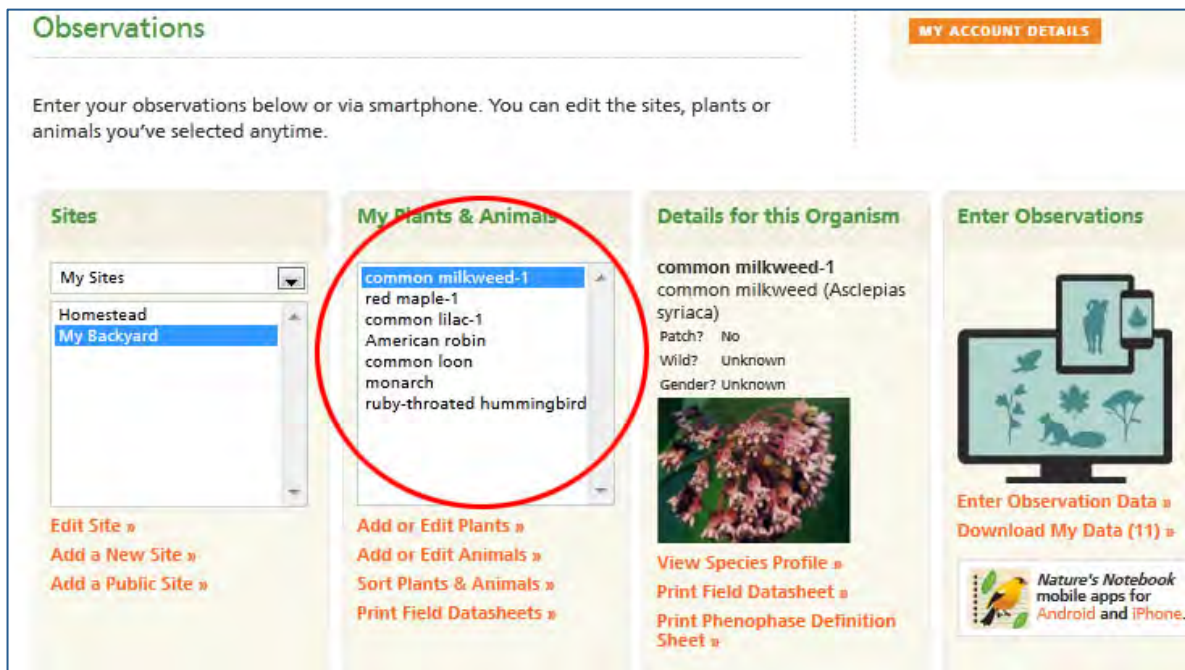 Observations
MY ACCOUNT DETAILS
Enter your observations below or via smartphone. You can edit the sites, plants or
animals you've selected anytime.
Sites
My Sites
Homestead
My Backyard
Edit Site »
Add a New Site »
Add a Public Site »
My Plants & Animals
common milkweed-1
red maple-1
common lilac-1
American robin
common loon
monarch
ruby-throated hummingbird
Add or Edit Plants »
Add or Edit Animals »
Sort Plants & Animals »
Print Field Datasheets »
Details for this Organism
common milkweed-1
common milkweed (Asclepias
syriaca)
Patch? No
Wild? Unknown
Gender? Unknown
View Species Profile »
Print Field Datasheet »
Print Phenophase Definition
Sheet »
Enter Observations
Enter Observation Data »
Download My Data (11) »
Nature's Notebook
mobile apps for
Android and iPhone.